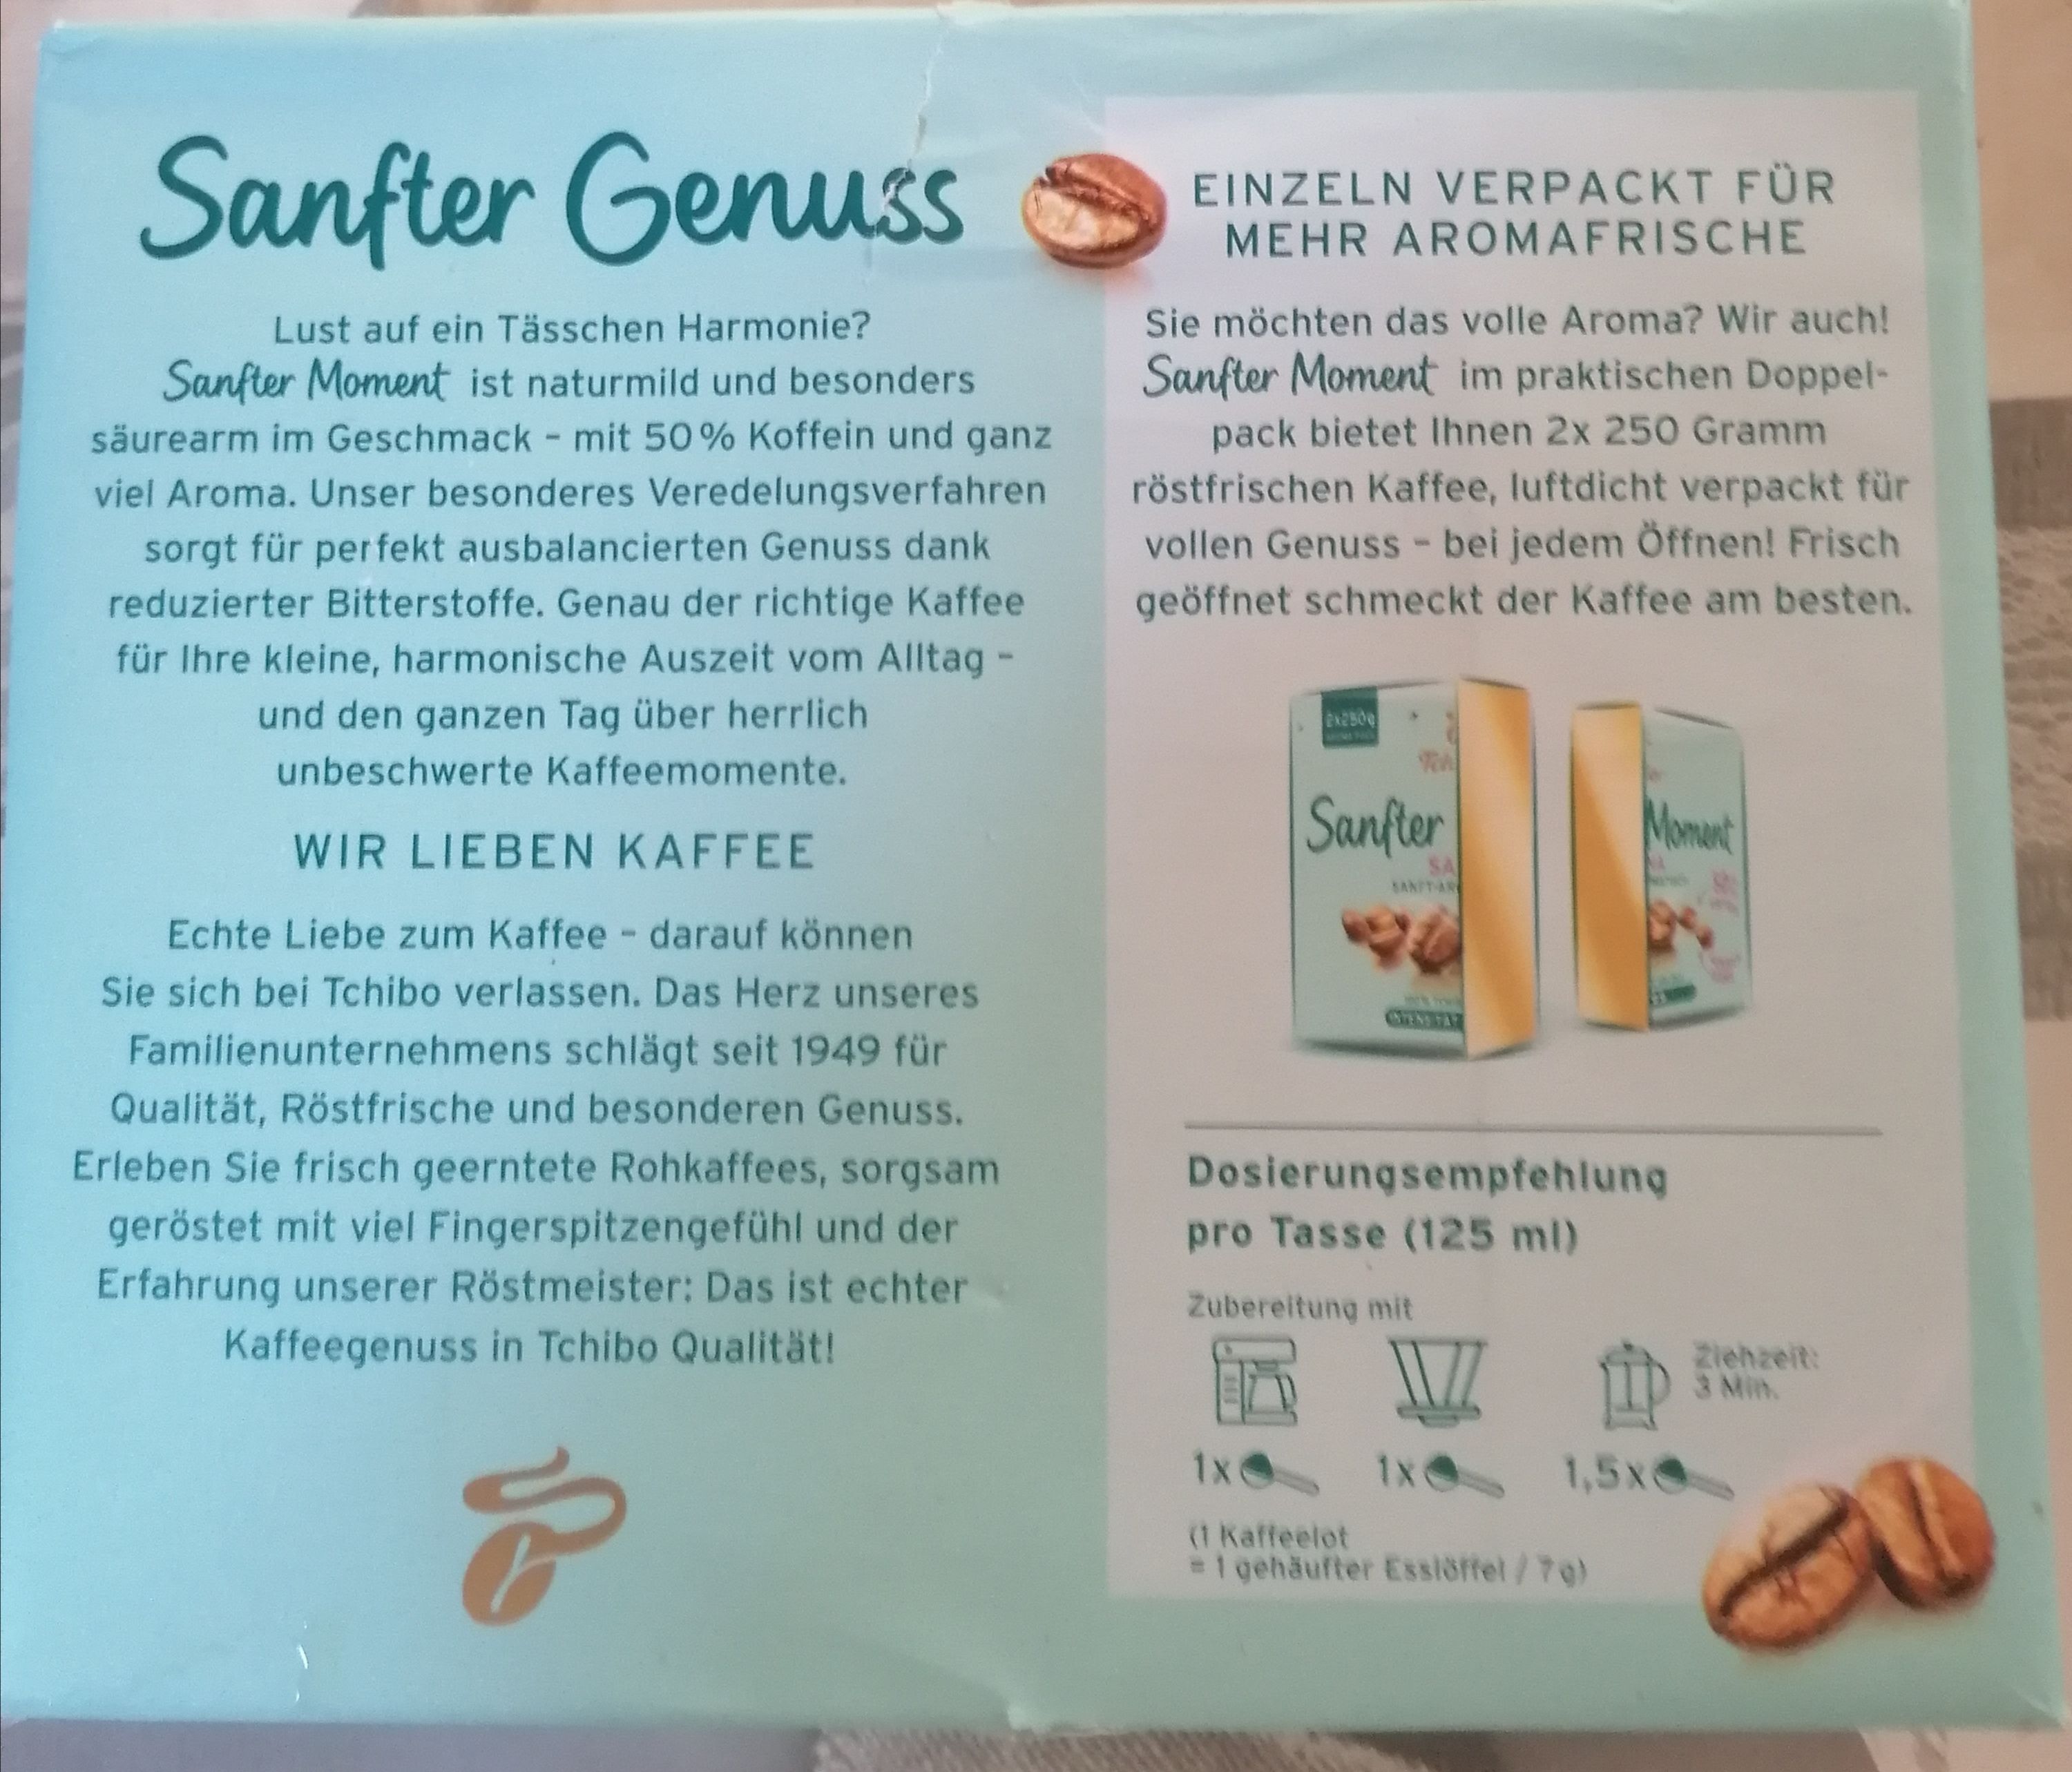 Sanfter Genuss
Lust auf ein Tässchen Harmonie?
Sanfter Moment ist naturmild und besonders
säurearm im Geschmack – mit 50% Koffein und ganz
viel Aroma. Unser besonderes Veredelungsverfahren
sorgt für perfekt ausbalancierten Genuss dank
reduzierter Bitterstoffe. Genau der richtige Kaffee
für Ihre kleine, harmonische Auszeit vom Alltag –
und den ganzen Tag über herrlich
unbeschwerte Kaffeemomente.
WIR LIEBEN KAFFEE
Echte Liebe zum Kaffee – darauf können
Sie sich bei Tchibo verlassen. Das Herz unseres
Familienunternehmens schlägt seit 1949 für
Qualität, Röstfrische und besonderen Genuss.
Erleben Sie frisch geerntete Rohkaffees, sorgsam
geröstet mit viel Fingerspitzengefühl und der
Erfahrung unserer Röstmeister: Das ist echter
Kaffeegenuss in Tchibo Qualität!
EINZELN VERPACKT FÜR
MEHR AROMAFRISCHE
Sie möchten das volle Aroma? Wir auch!
Sanfter Moment im praktischen Doppel-
pack bietet Ihnen 2x 250 Gramm
röstfrischen Kaffee, luftdicht verpackt für
vollen Genuss – bei jedem Öffnen! Frisch
geöffnet schmeckt der Kaffee am besten.
2x250g
Tch
Sanfter
SA
SANFT-AR
Moment
Dosierungsempfehlung
pro Tasse (125 ml)
Zubereitung mit
Ziehzeit:
3 Min.
1x 1x 1,5x
(1 Kaffeelot
= 1 gehäufter Esslöffel / 7g)